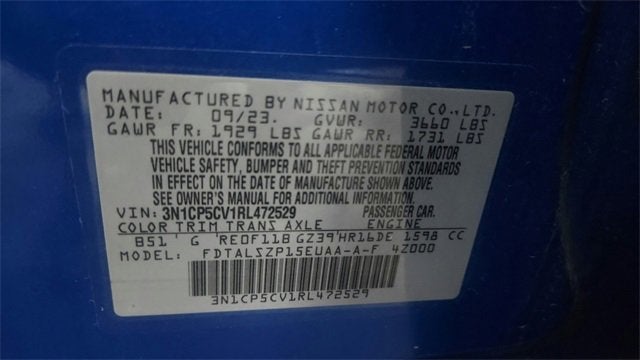 MANUFACTURED BY NISSAN MOTOR CO.,LTD.
DATE: 09/23. GVWR: 3660 LBS
GAWR FR: 1929 LBS GAWR RR: 1731 LBS
THIS VEHICLE CONFORMS TO ALL APPLICABLE FEDERAL MOTOR
VEHICLE SAFETY, BUMPER AND THEFT PREVENTION STANDARDS
IN EFFECT ON THE DATE OF MANUFACTURE SHOWN ABOVE.
SEE OWNER'S MANUAL FOR ADDITIONAL INFORMATION.
VIN: 3N1CP5CV1RL472529 PASSENGER CAR.
COLOR TRIM TRANS AXLE ENGINE
B51 ' G 'RE0F11B GZ39'HR16DE 1598 CC
MODEL: FDTALSZP15EUAA-A-F 4Z000
3N1CP5CV1RL472529